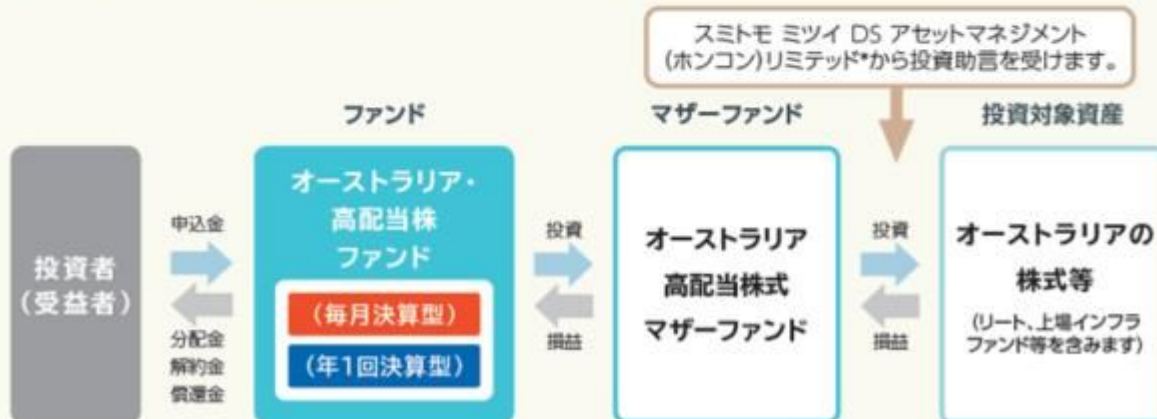 スミトモ ミツイ DS アセットマネジメント
(ホンコン)リミテッド*から投資助言を受けます。
ファンド
マザーファンド
投資対象資産
投資者
(受益者)
申込金
分配金
解約金
償還金
オーストラリア・
高配当株
ファンド
(毎月決算型)
(年1回決算型)
投資
損益
オーストラリア
高配当株式
マザーファンド
投資
損益
オーストラリアの
株式等
(リート、上場インフラ
ファンド等を含みます)